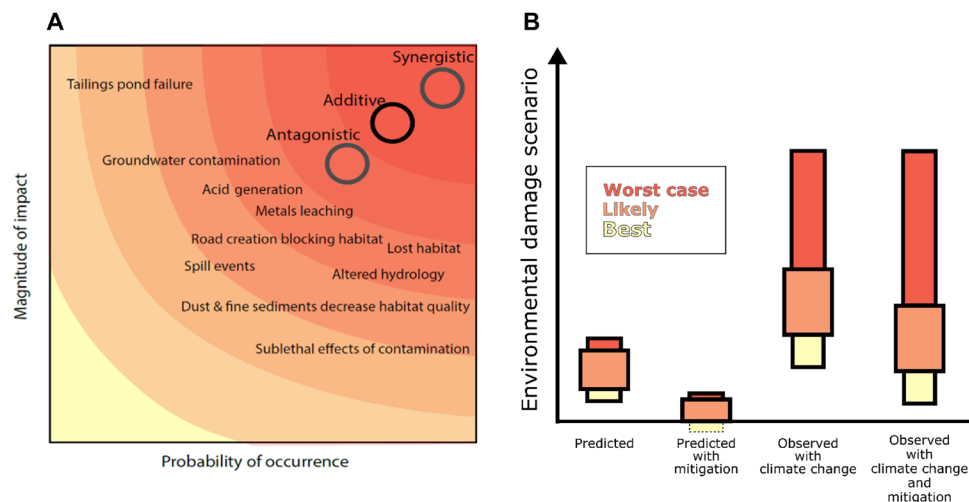 A
Synergistic
Tailings pond failure
Additive
Antagonistic
Groundwater contamination
Acid generation
Metals leaching
Road creation blocking habitat
Lost habitat
Spill events
Altered hydrology
Dust & fine sediments decrease habitat quality
Sublethal effects of contamination
Magnitude of impact
Probability of occurrence
B
Environmental damage scenario
Worst case
Likely
Best
Predicted
Predicted
with
mitigation
Observed
with
climate change
Observed
with
climate change
and
mitigation